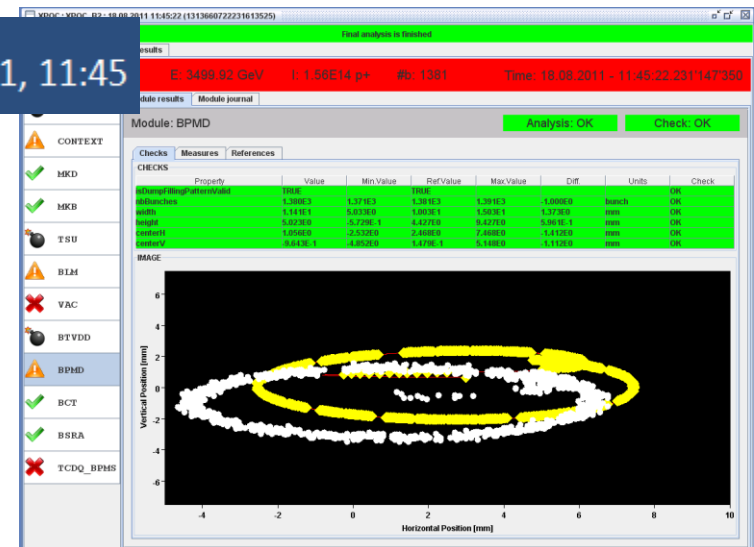 XPOC : XPOC_B2 : 18.08.2011 11:45:22 (1313660722231613525)
Final analysis is finished
1, 11:45
esults
E: 3499.92 GeV I: 1.56E14 p+ #b: 1381 Time: 18.08.2011 - 11:45:22.231'147'350
odule results Module journal
Module: BPMD Analysis: OK Check: OK
Checks Measures References
CHECKS
Property Value Min.Value Ref.Value Max.Value Diff. Units Check
isDumpFillingPatternValid TRUE TRUE OK
nbBunches 1.380E3 1.371E3 1.381E3 1.391E3 -1.000E0 bunch OK
width 1.141E1 5.033E0 1.003E1 1.503E1 1.373E0 mm OK
height 5.023E0 -5.729E-1 4.427E0 9.427E0 5.961E-1 mm OK
centerH 1.056E0 -2.532E0 2.468E0 7.468E0 -1.412E0 mm OK
centerV -9.643E-1 -4.852E0 1.479E-1 5.148E0 -1.112E0 mm OK
IMAGE
CONTEXT
MKD
MKB
TSU
BLM
VAC
BTVDD
BPMD
BCT
BSRA
TCDQ_BPMS
Vertical Position [mm]
6
4
2
0
-2
-4
-6
-4 -2 0 2 4 6 8 10
Horizontal Position [mm]